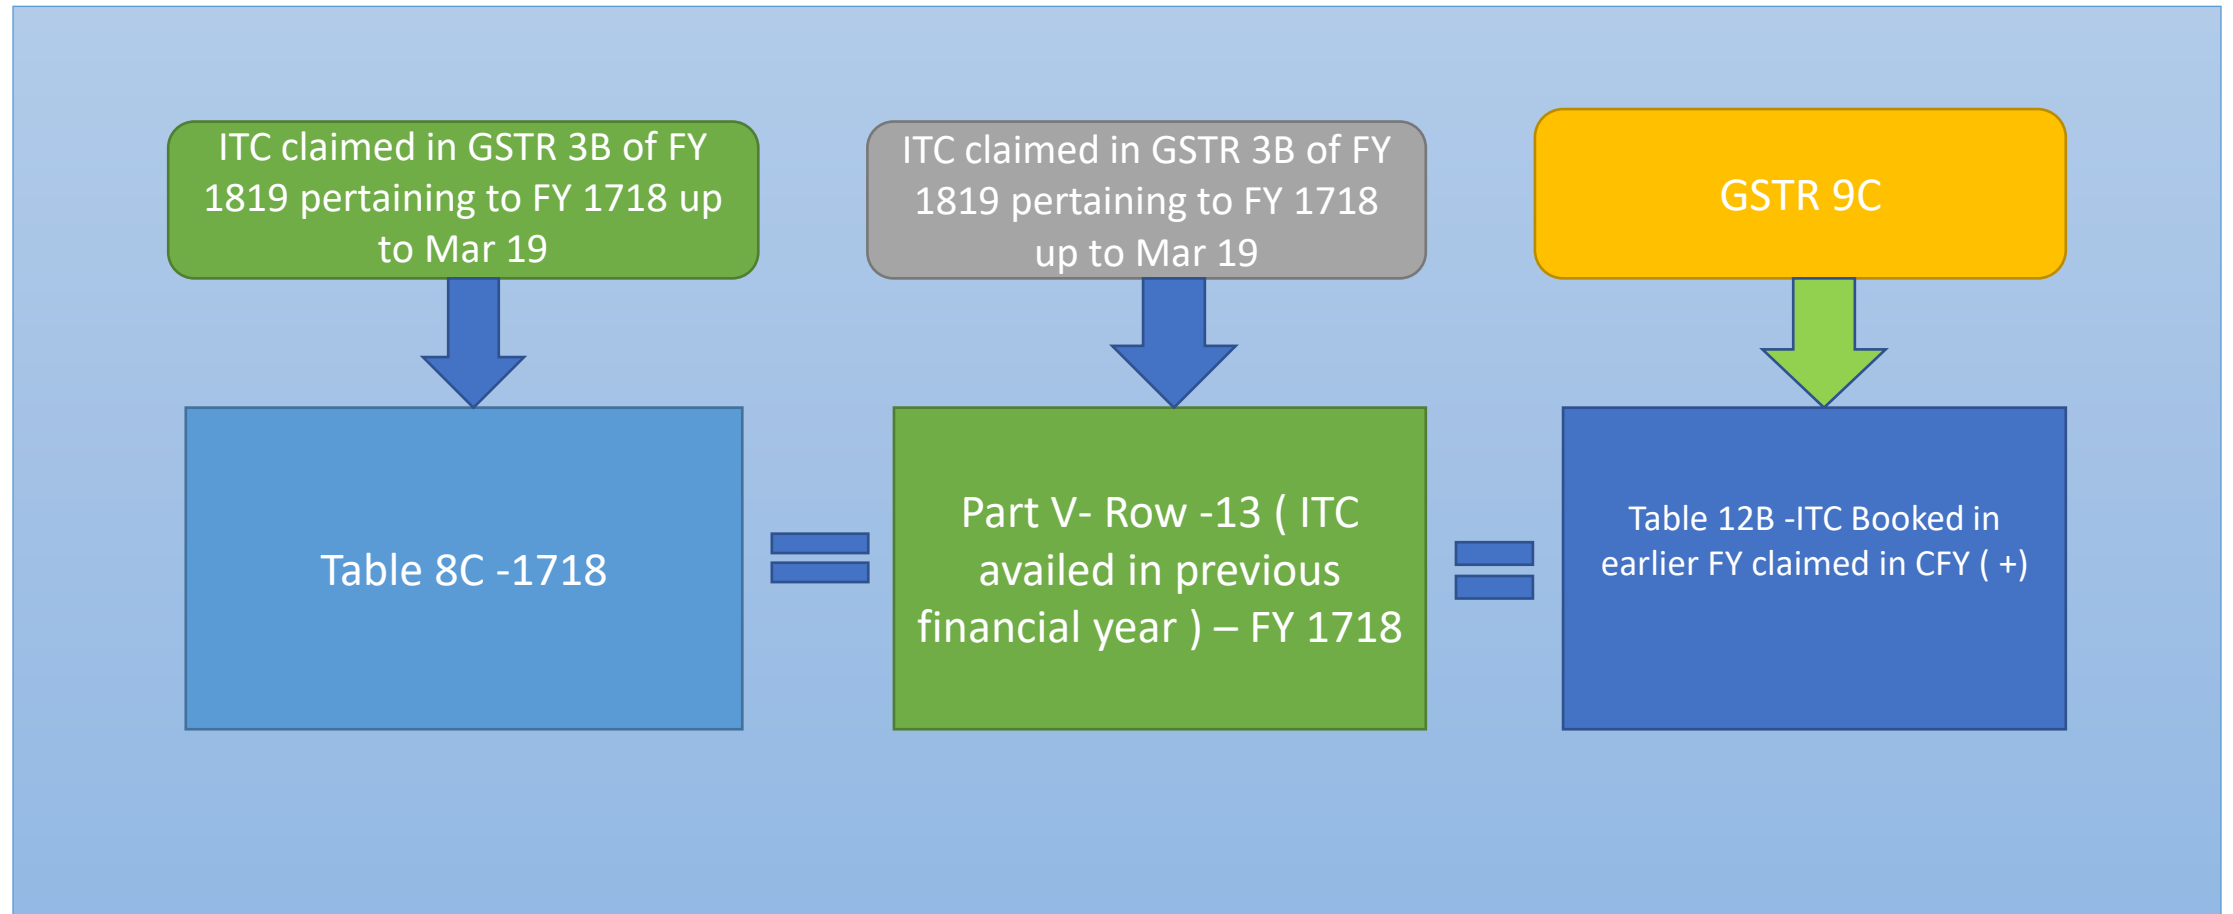 ITC claimed in GSTR 3B of FY
1819 pertaining to FY 1718 up
to Mar 19
ITC claimed in GSTR 3B of FY
1819 pertaining to FY 1718
up to Mar 19
GSTR 9C
Table 8C -1718
Part V- Row -13 ( ITC
availed in previous
financial year ) – FY 1718
Table 12B -ITC Booked in
earlier FY claimed in CFY ( +)